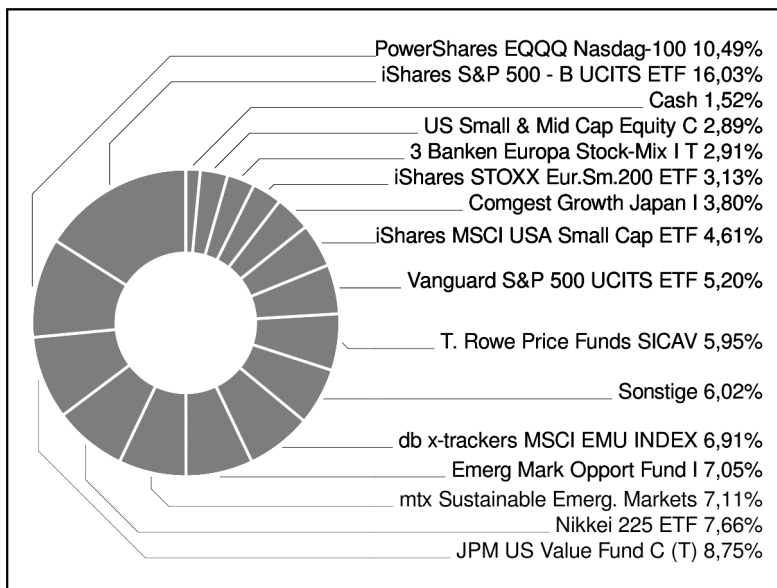 PowerShares EQQQ Nasdag-100 10,49%
iShares S&P 500 - B UCITS ETF 16,03%
Cash 1,52%
US Small & Mid Cap Equity C 2,89%
3 Banken Europa Stock-Mix I T 2,91%
iShares STOXX Eur.Sm.200 ETF 3,13%
Comgest Growth Japan I 3,80%
iShares MSCI USA Small Cap ETF 4,61%
Vanguard S&P 500 UCITS ETF 5,20%
T. Rowe Price Funds SICAV 5,95%
Sonstige 6,02%
db x-trackers MSCI EMU INDEX 6,91%
Emerg Mark Opport Fund I 7,05%
mtx Sustainable Emerg. Markets 7,11%
Nikkei 225 ETF 7,66%
JPM US Value Fund C (T) 8,75%